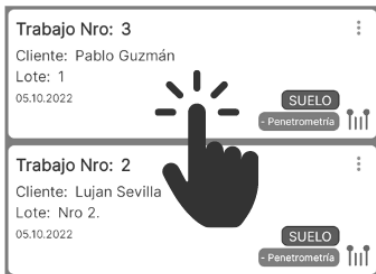 Trabajo Nro: 3
Cliente: Pablo Guzmán
Lote: 1
05.10.2022
SUELO
- Penetrometría
Trabajo Nro: 2
Cliente: Lujan Sevilla
Lote: Nro 2.
05.10.2022
SUELO
- Penetrometría